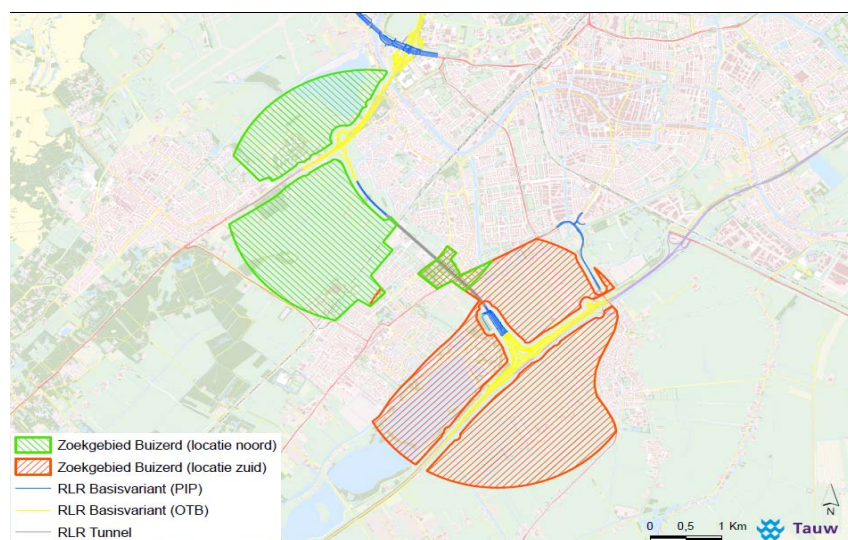 Zoekgebied Buizerd (locatie noord)
Zoekgebied Buizerd (locatie zuid)
RLR Basisvariant (PIP)
RLR Basisvariant (OTB)
RLR Tunnel
N
0 0,5 1 Km
Tauw